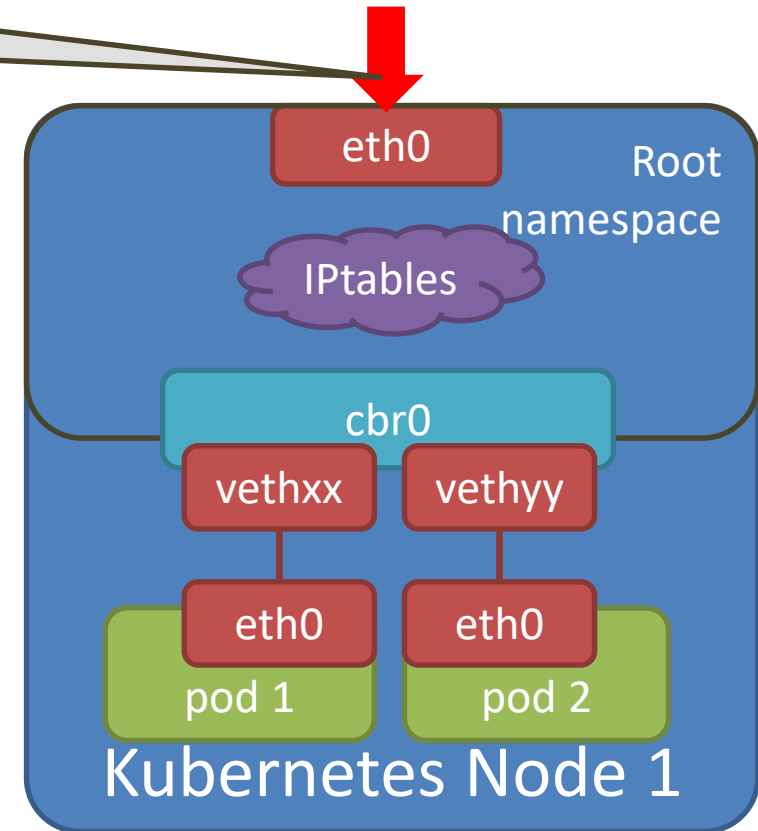 eth0
Root
namespace
IPtables
cbr0
vethxx
vethyy
eth0
eth0
pod 1
pod 2
Kubernetes Node 1